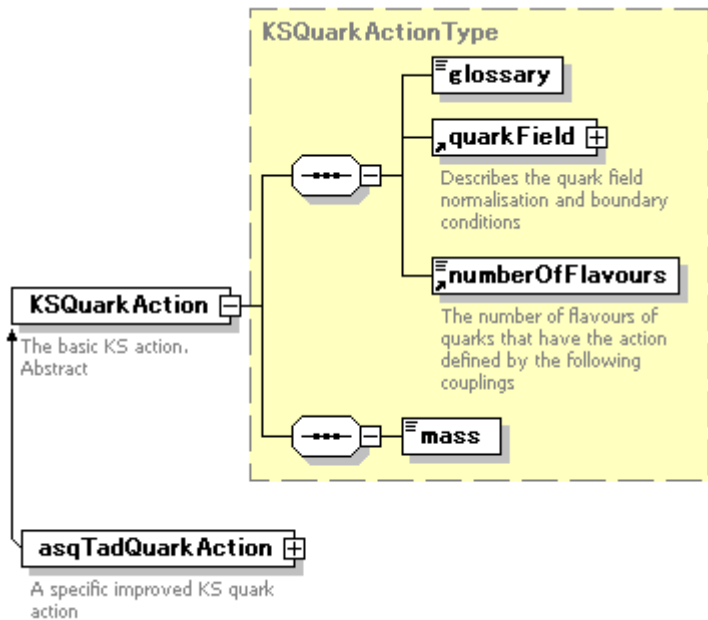 KSQuarkActionType
glossary
quarkField
Describes the quark field
normalisation and boundary
conditions
numberOfFlavours
The number of flavours of
quarks that have the action
defined by the following
couplings
KSQuarkAction
The basic KS action.
Abstract
mass
asqTadQuarkAction
A specific improved KS quark
action